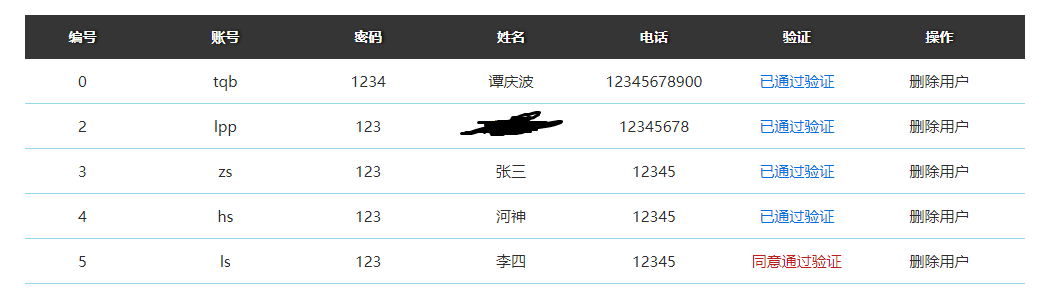 编号 账号 密码 姓名 电话 验证 操作
0 tqb 1234 谭庆波 12345678900 已通过验证 删除用户
2 lpp 123 12345678 已通过验证 删除用户
3 zs 123 张三 12345 已通过验证 删除用户
4 hs 123 河神 12345 已通过验证 删除用户
5 ls 123 李四 12345 同意通过验证 删除用户